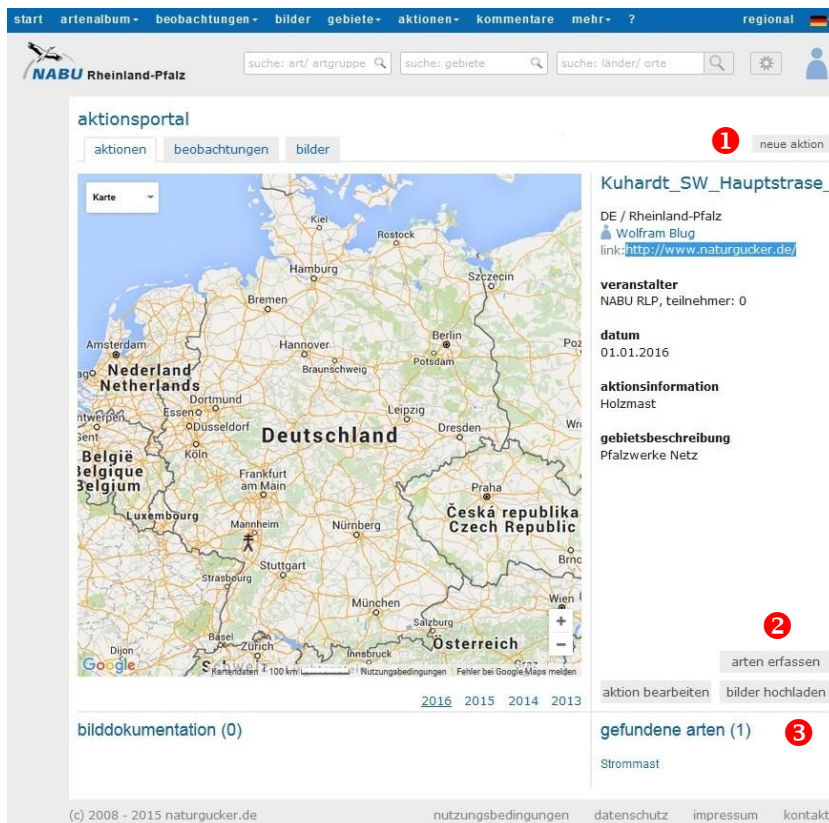 start artenalbum beobachtungen bilder gebiete aktionen kommentare mehr ? regional
NABU Rheinland-Pfalz
suche: art/ artgruppe suche: gebiete suche: länder/ orte
aktionsportal
aktionen beobachtungen bilder
1 neue aktion
Karte
Kiel
Rostock
Hamburg
Szczecin
Bremen
Berlin
Amsterdam
Hannover
Poz
Potsdam
Braunschweig
Nederland
Netherlands
Dortmund
Essen
Leipzig
Düsseldorf
Deutschland
Dresden
Wr
ntwerpen
Gent
Köln
België
Belgique
Belgium
Frankfurt
am Main
Praha
Česká republika
Czech Republic
Luxembourg
Mannheim
Nürnberg
Brno
Stuttgart
Strasbourg
Wien
München
Salzburg
Basel
Zürich
Österreich
Dijon
Innsbruck
Graz
+
−
Google
Kartendaten 100 km Nutzungsbedingungen Fehler bei Google Maps melden
2016 2015 2014 2013
Kuhardt_SW_Hauptstrase_
DE / Rheinland-Pfalz
Wolfram Blug
link:http://www.naturgucker.de/
veranstalter
NABU RLP, teilnehmer: 0
datum
01.01.2016
aktionsinformation
Holzmast
gebietsbeschreibung
Pfalzwerke Netz
2
arten erfassen
aktion bearbeiten bilder hochladen
bilddokumentation (0)
gefundene arten (1) 3
Strommast
(c) 2008 - 2015 naturgucker.de nutzungsbedingungen datenschutz impressum kontakt